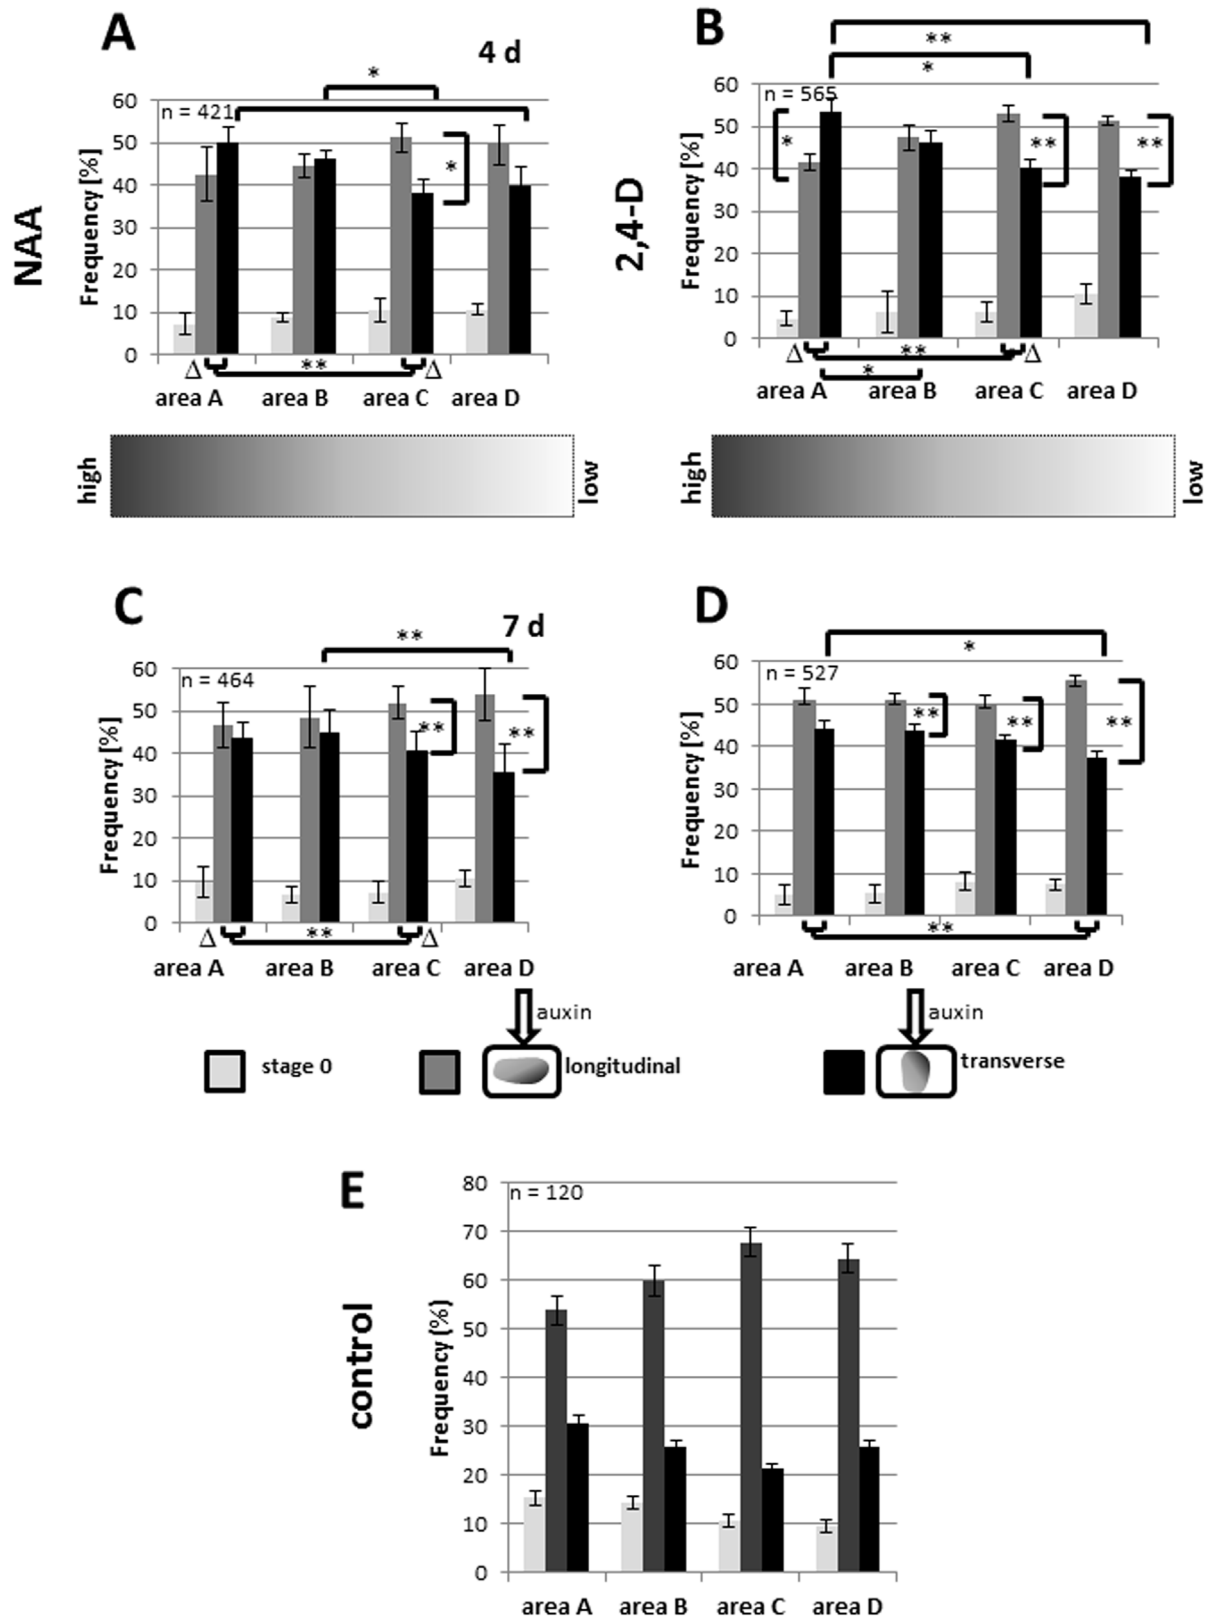 A
4 d
*
n = 421
60
50
40
30
20
10
0
Frequency [%]
NAA
*
Δ
**
Δ
area A
area B
area C
area D
high
low
B
**
*
n = 565
60
50
40
30
20
10
0
Frequency [%]
2,4-D
*
**
**
Δ
**
Δ
*
area A
area B
area C
area D
high
low
C
7 d
**
n = 464
60
50
40
30
20
10
0
Frequency [%]
**
**
Δ
**
Δ
area A
area B
area C
area D
D
*
n = 527
60
50
40
30
20
10
0
Frequency [%]
**
**
**
**
area A
area B
area C
area D
stage 0
auxin
longitudinal
auxin
transverse
E
n = 120
80
70
60
50
40
30
20
10
0
Frequency (%)
control
area A
area B
area C
area D